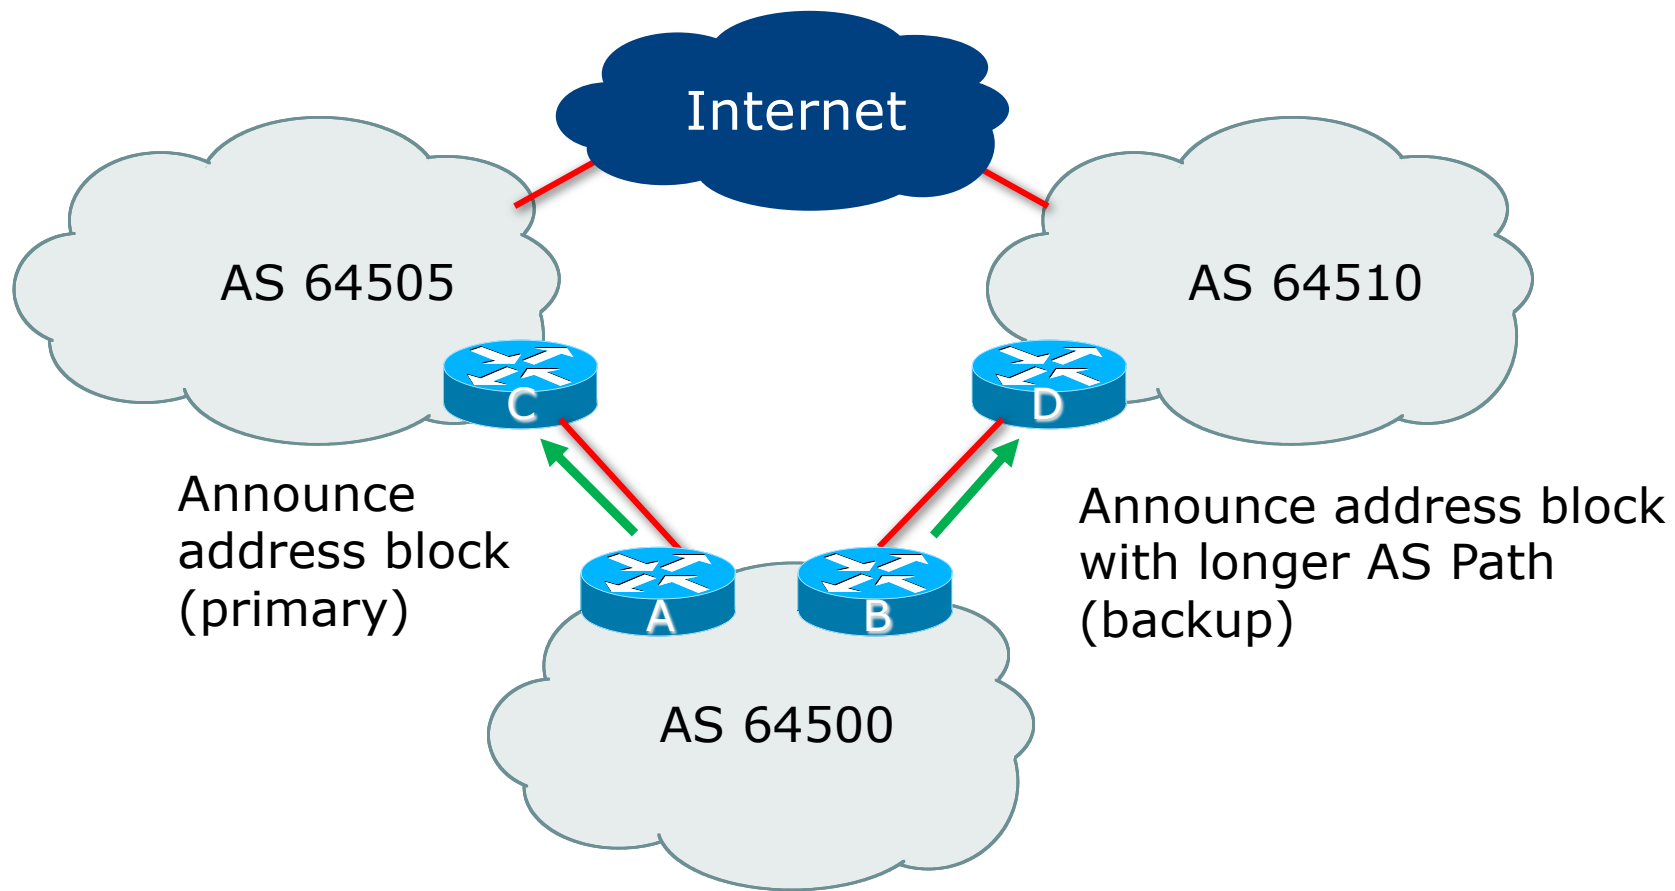 Internet
AS 64505
AS 64510
C
D
Announce
address block
(primary)
Announce address block
with longer AS Path
(backup)
A
B
AS 64500